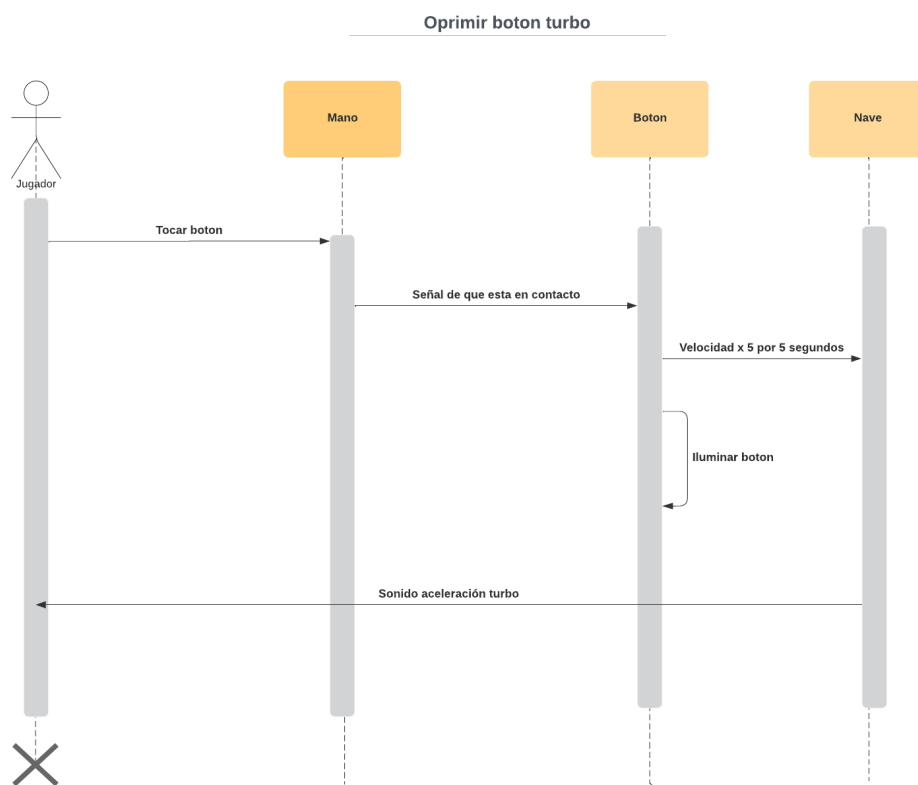 Oprimir boton turbo
Mano
Boton
Nave
Jugador
Tocar boton
Señal de que esta en contacto
Velocidad x 5 por 5 segundos
Iluminar boton
Sonido aceleración turbo